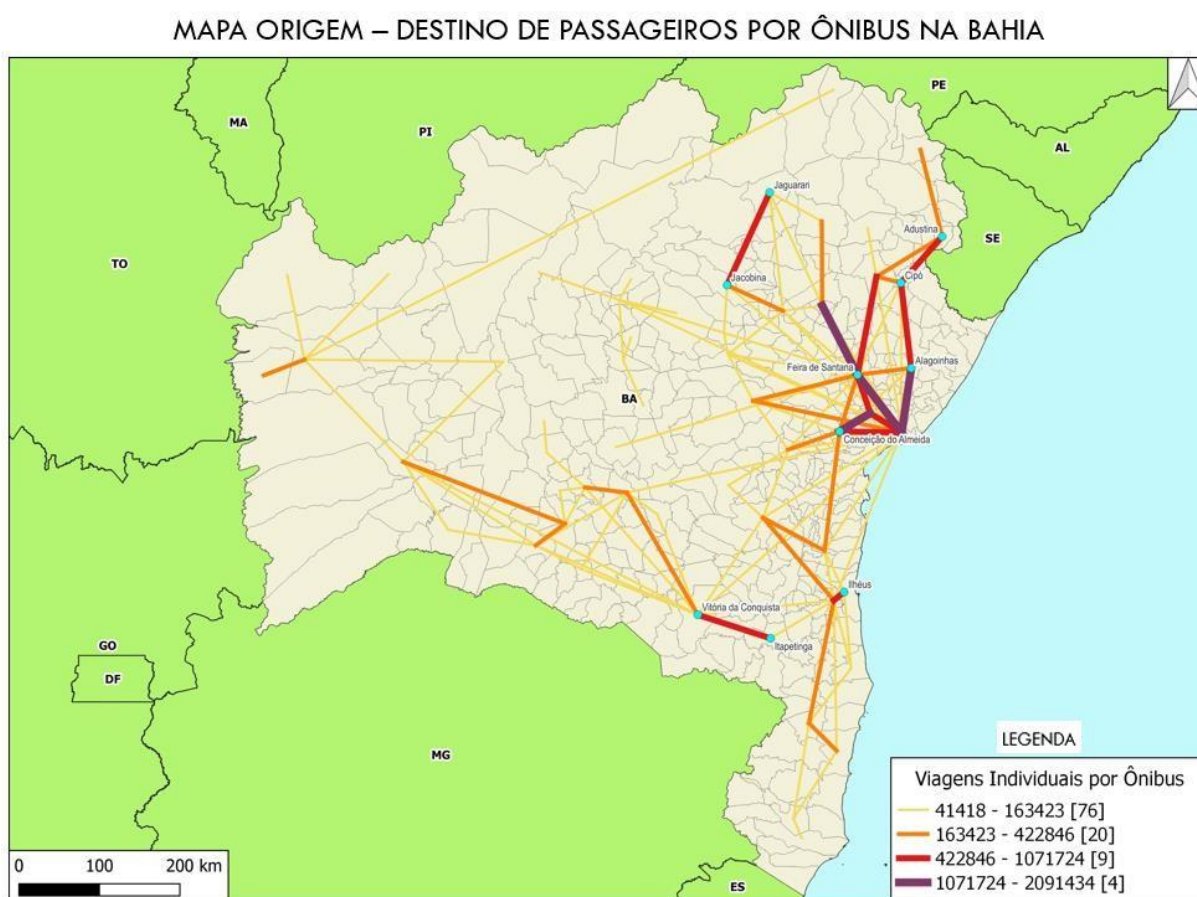 MAPA ORIGEM – DESTINO DE PASSAGEIROS POR ÔNIBUS NA BAHIA
PE
MA
PI
AL
Jaguarari
Adustina
SE
TO
Cipó
Jacobina
Alagoinhas
Feira de Santana
BA
Conceição do Almeida
Ilhéus
Vitória da Conquista
Itapetinga
GO
DF
MG
ES
LEGENDA
Viagens Individuais por Ônibus
41418 - 163423 [76]
163423 - 422846 [20]
422846 - 1071724 [9]
1071724 - 2091434 [4]
0 100 200 km